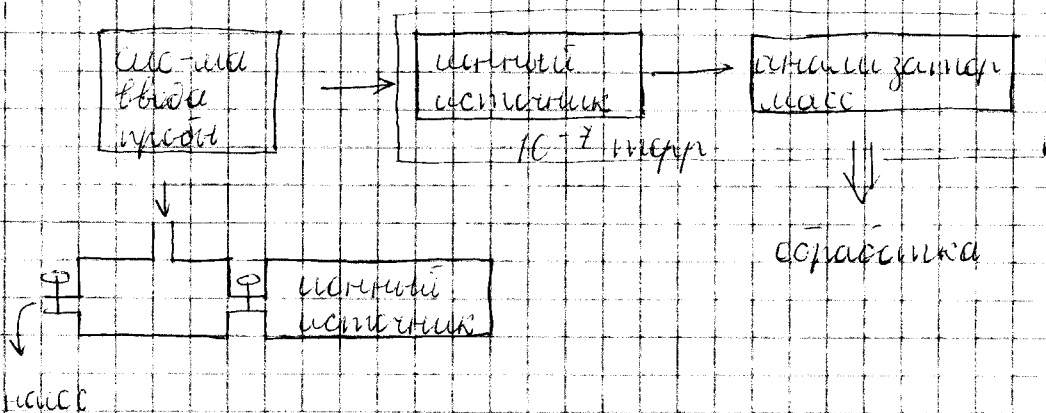 сис-ма
ввода
пробы
ионный
источник
10⁻⁷ торр
анализатор
масс
обработка
ионный
источник
насос